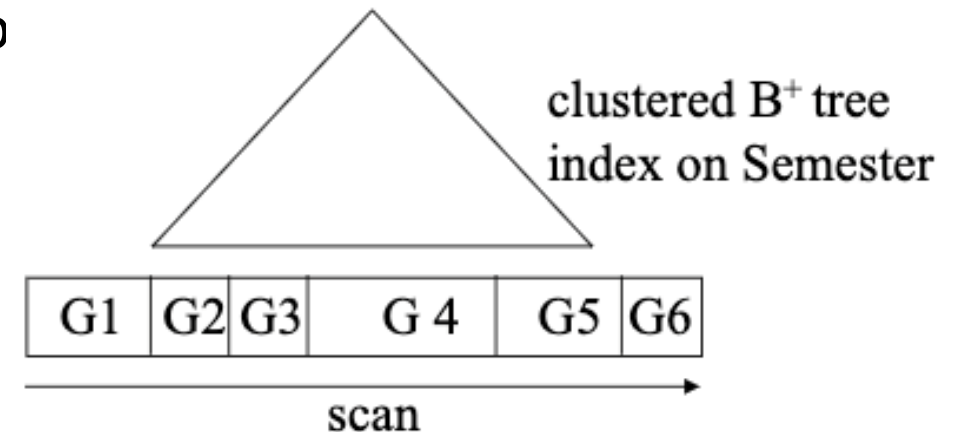 clustered B⁺ tree
index on Semester
G1 G2 G3 G 4 G5 G6
scan